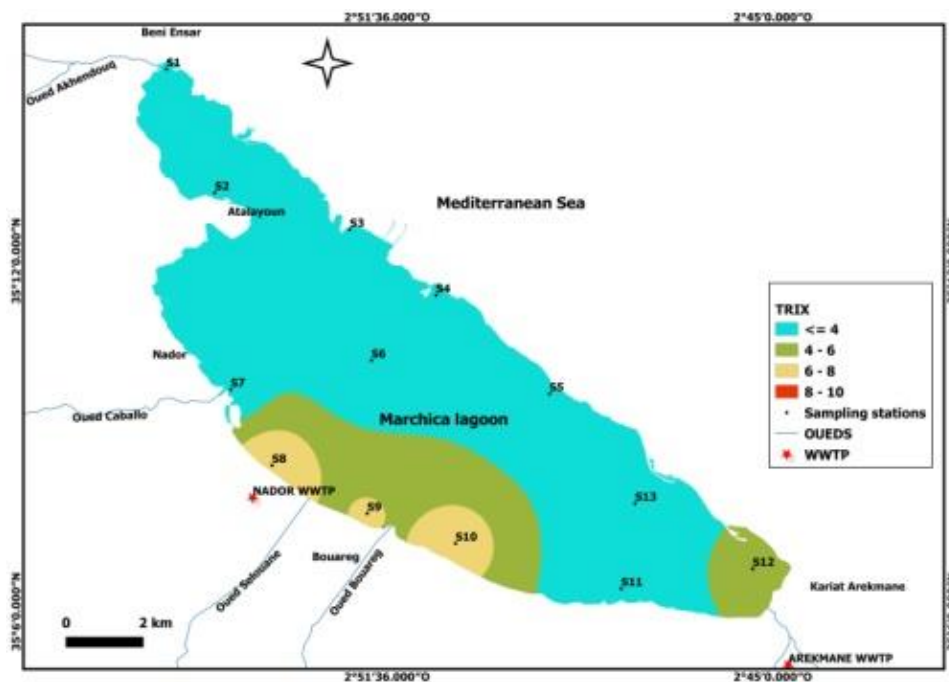 2°51'36.000"O
2°45'0.000"O
Beni Ensar
S1
Oued Akhendouq
S2
Atalayoun
Mediterranean Sea
S3
35°12'0.000"N
S4
TRIX
<= 4
4 - 6
6 - 8
8 - 10
Sampling stations
OUEDS
WWTP
S6
Nador
S7
S5
Oued Caballo
Marchica lagoon
S8
NADOR WWTP
S9
S13
S10
Bouareg
S12
S11
Kariat Arekmane
Oued Selouane
Oued Bouareg
35°6'0.000"N
0 2 km
AREKMANE WWTP
2°51'36.000"O
2°45'0.000"O